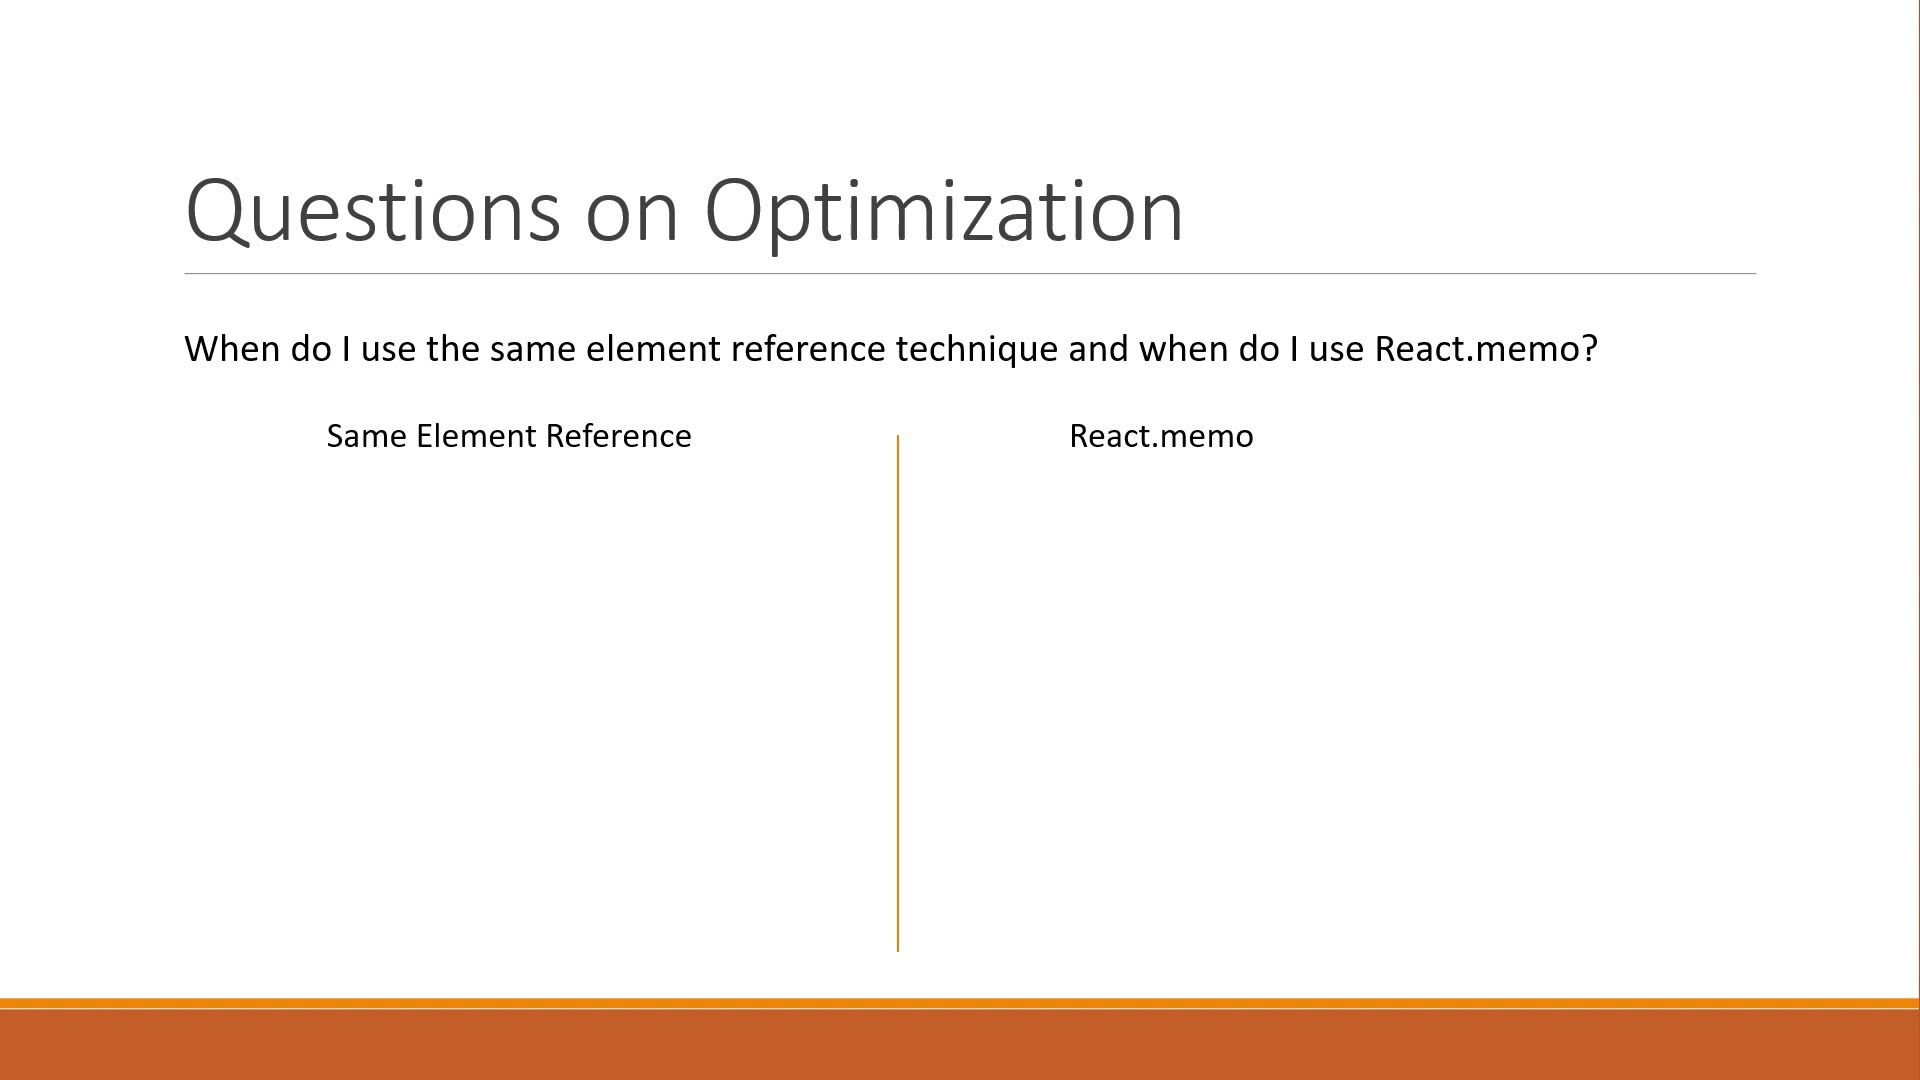 Questions on Optimization
When do I use the same element reference technique and when do I use React.memo?
Same Element Reference
React.memo